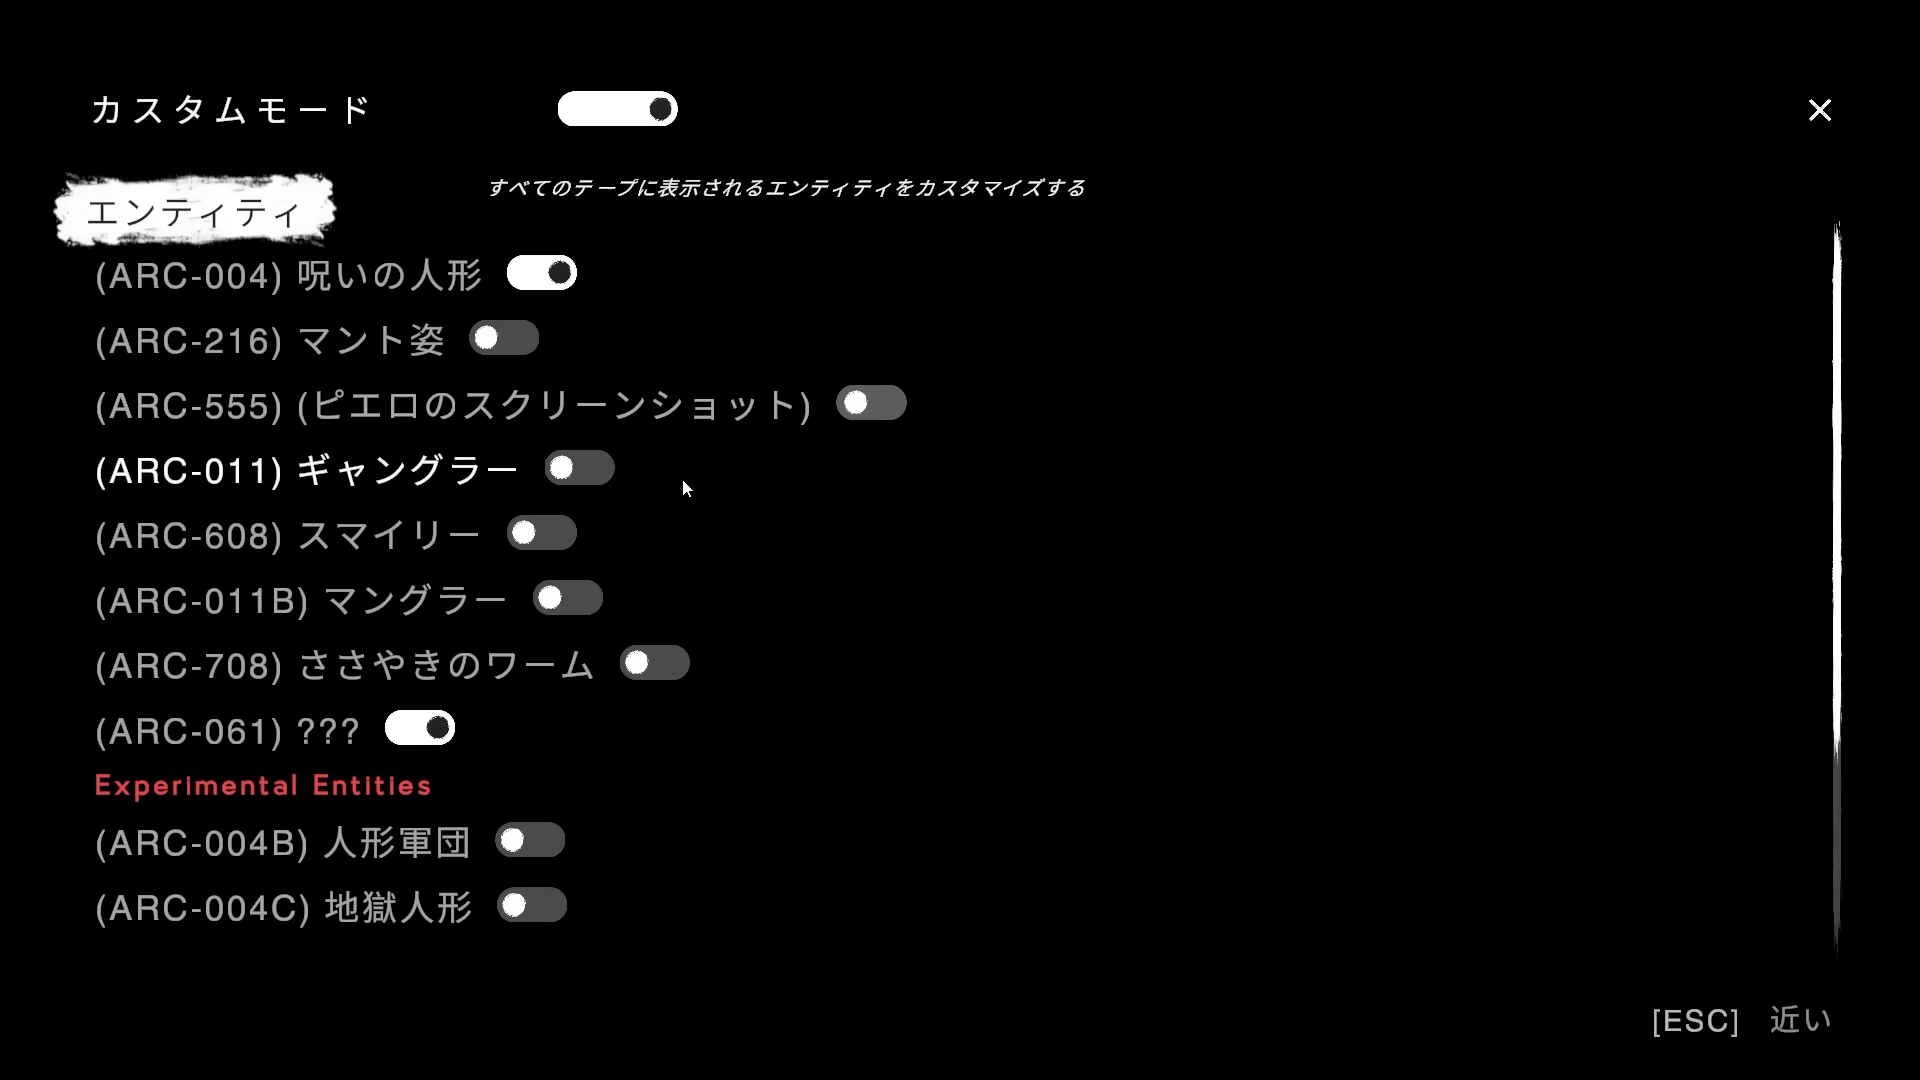 カスタムモード
すべてのテープに表示されるエンティティをカスタマイズする
エンティティ
(ARC-004) 呪いの人形
(ARC-216) マント姿
(ARC-555) (ピエロのスクリーンショット)
(ARC-011) ギャングラー
(ARC-608) スマイリー
(ARC-011B) マングラー
(ARC-708) ささやきのワーム
(ARC-061) ???
Experimental Entities
(ARC-004B) 人形軍団
(ARC-004C) 地獄人形
[ESC] 近い